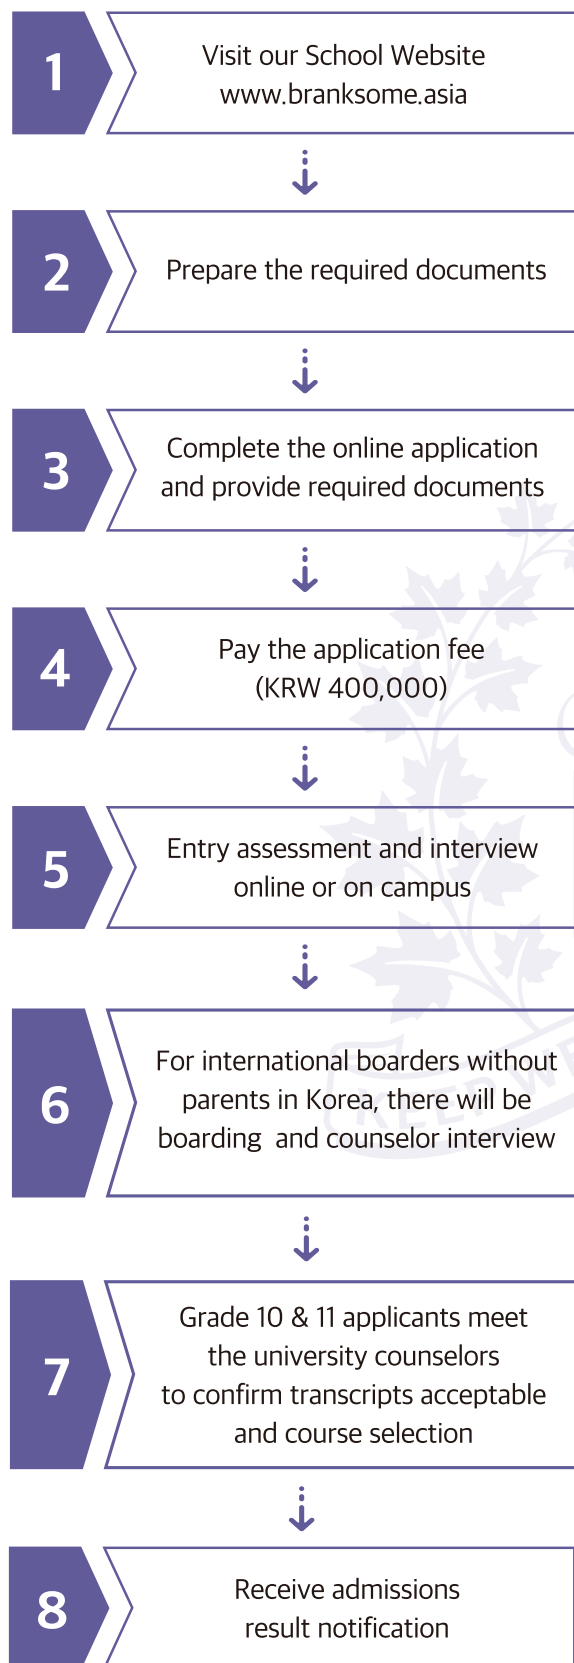 1
Visit our School Website
www.branksome.asia
2
Prepare the required documents
3
Complete the online application
and provide required documents
4
Pay the application fee
(KRW 400,000)
5
Entry assessment and interview
online or on campus
6
For international boarders without
parents in Korea, there will be
boarding  and counselor interview
KEEP WE
7
Grade 10 & 11 applicants meet
the university counselors
to confirm transcripts acceptable
and course selection
8
Receive admissions
result notification